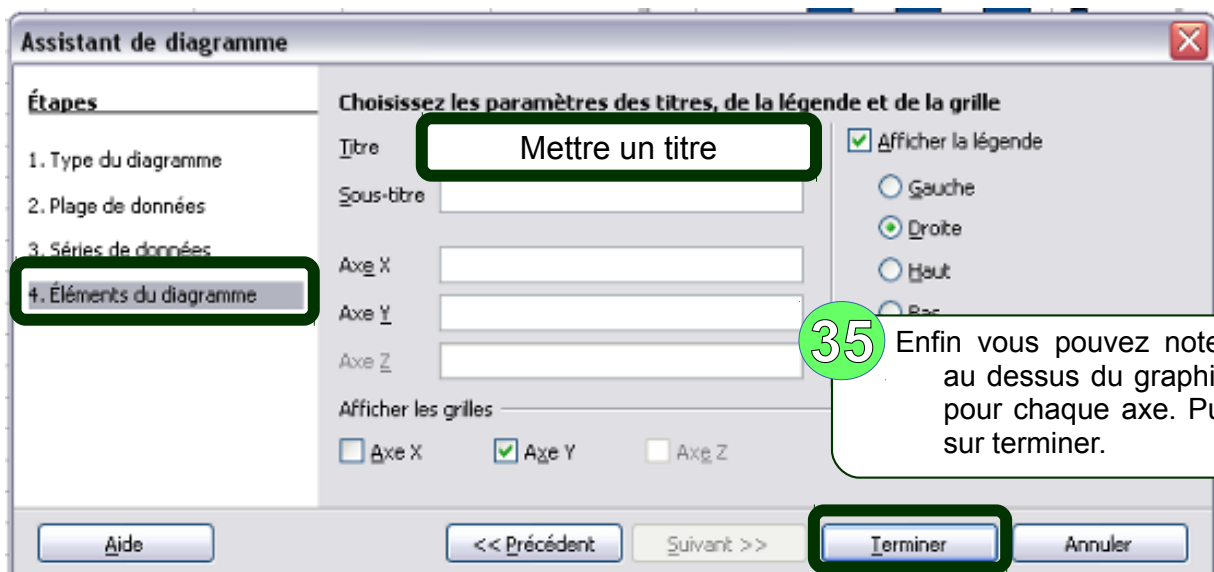 Assistant de diagramme
Étapes
1. Type du diagramme
2. Plage de données
3. Séries de données
4. Éléments du diagramme
Choisissez les paramètres des titres, de la légende et de la grille
Titre
Mettre un titre
Sous-titre
Axe X
Axe Y
Axe Z
Afficher la légende
Gauche
Droite
Haut
Bas
Afficher les grilles
Axe X
Axe Y
Axe Z
35
Enfin vous pouvez note
au dessus du graphi
pour chaque axe. Pu
sur terminer.
Aide
<< Précédent
Suivant >>
Terminer
Annuler